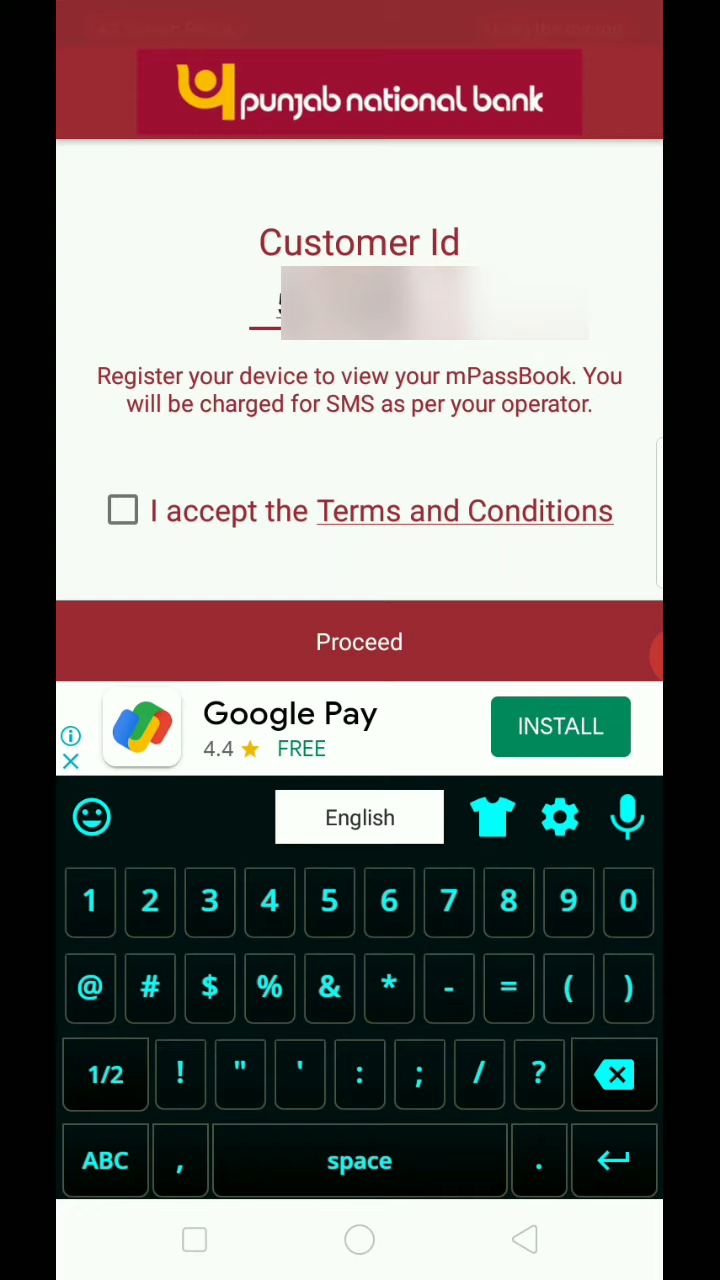 punjab national bank
Customer Id
Register your device to view your mPassBook. You
will be charged for SMS as per your operator.
I accept the Terms and Conditions
Proceed
Google Pay
4.4 ★ FREE
INSTALL
English
1 2 3 4 5 6 7 8 9 0
@ # $ % & * - = ( )
1/2 ! " ' : ; / ?
ABC , space .